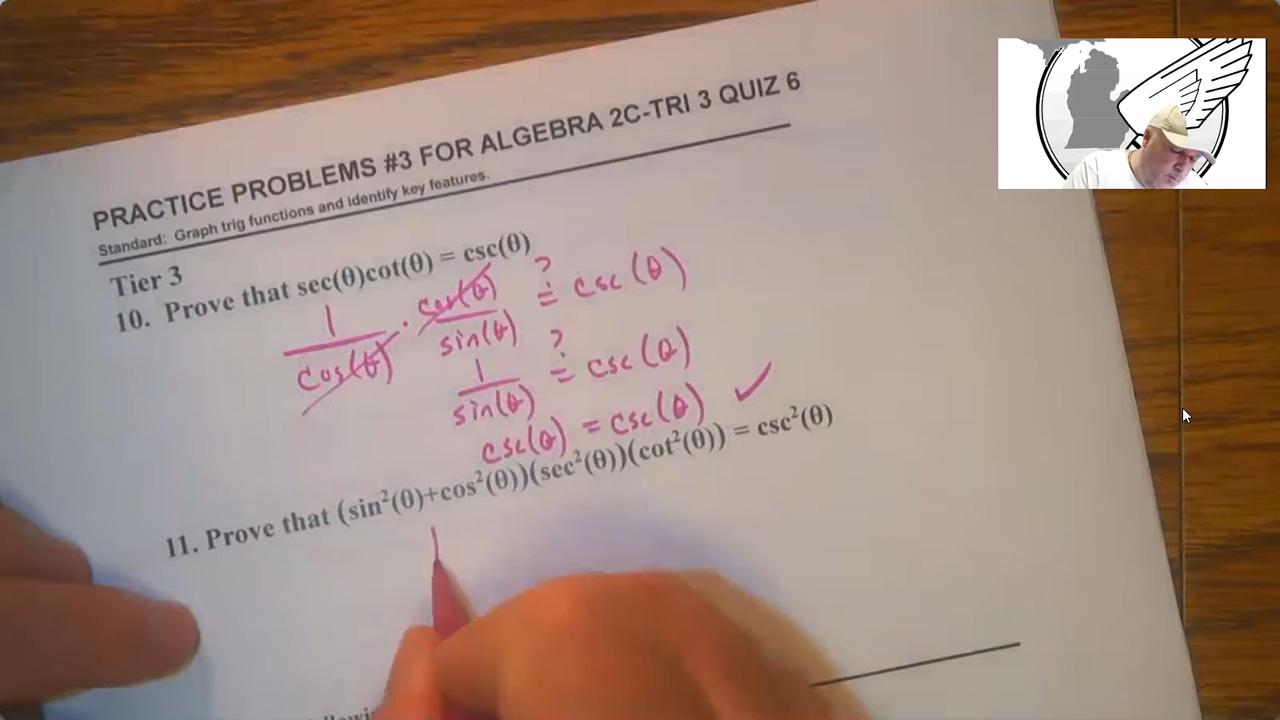 PRACTICE PROBLEMS #3 FOR ALGEBRA 2C-TRI 3 QUIZ 6
Standard: Graph trig functions and identify key features.
Tier 3
10. Prove that sec(θ)cot(θ) = csc(θ)
1/cos(θ) · cos(θ)/sin(θ) ≟ csc(θ)
1/sin(θ) ≟ csc(θ)
csc(θ) = csc(θ) ✓
11. Prove that (sin²(θ)+cos²(θ))(sec²(θ))(cot²(θ)) = csc²(θ)
1